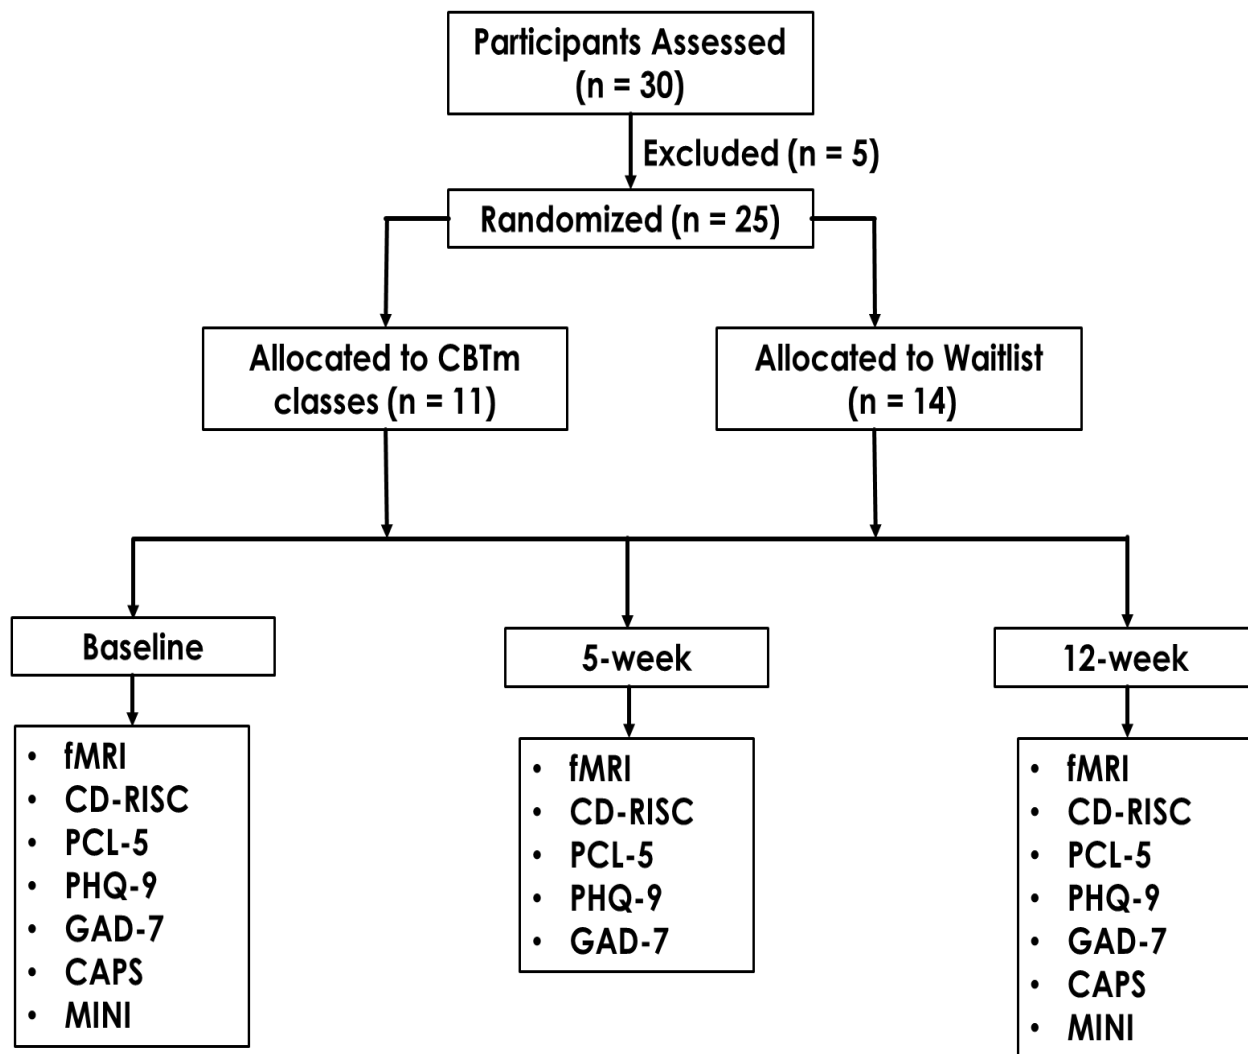 Participants Assessed
(n = 30)
Excluded (n = 5)
Randomized (n = 25)
Allocated to CBTm
classes (n = 11)
Allocated to Waitlist
(n = 14)
Baseline
5-week
12-week
• fMRI
• CD-RISC
• PCL-5
• PHQ-9
• GAD-7
• CAPS
• MINI
• fMRI
• CD-RISC
• PCL-5
• PHQ-9
• GAD-7
• fMRI
• CD-RISC
• PCL-5
• PHQ-9
• GAD-7
• CAPS
• MINI